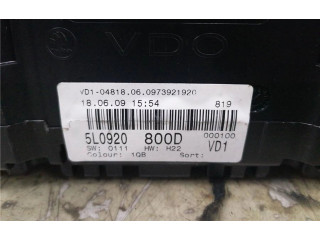 VDO
VD1-04818.06.0973921920
18.06.09 15:54 819
000100
5L0920 800D VD1
SW: 0111 HW: H22
Colour: 1QB Sort: